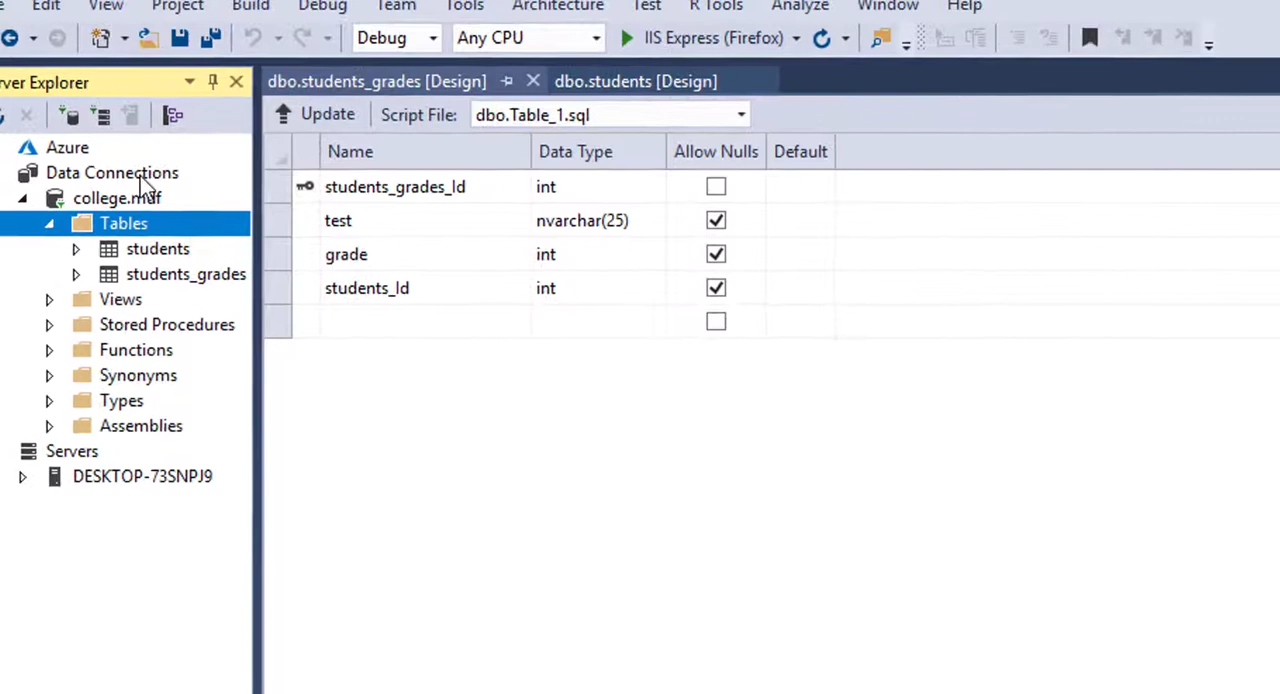 Edit View Project Build Debug Team Tools Architecture Test R Tools Analyze Window Help
Debug Any CPU IIS Express (Firefox)
rver Explorer
dbo.students_grades [Design] dbo.students [Design]
Update Script File: dbo.Table_1.sql
Name Data Type Allow Nulls Default
students_grades_Id int
test nvarchar(25)
grade int
students_Id int
Azure
Data Connections
college.mdf
Tables
students
students_grades
Views
Stored Procedures
Functions
Synonyms
Types
Assemblies
Servers
DESKTOP-73SNPJ9